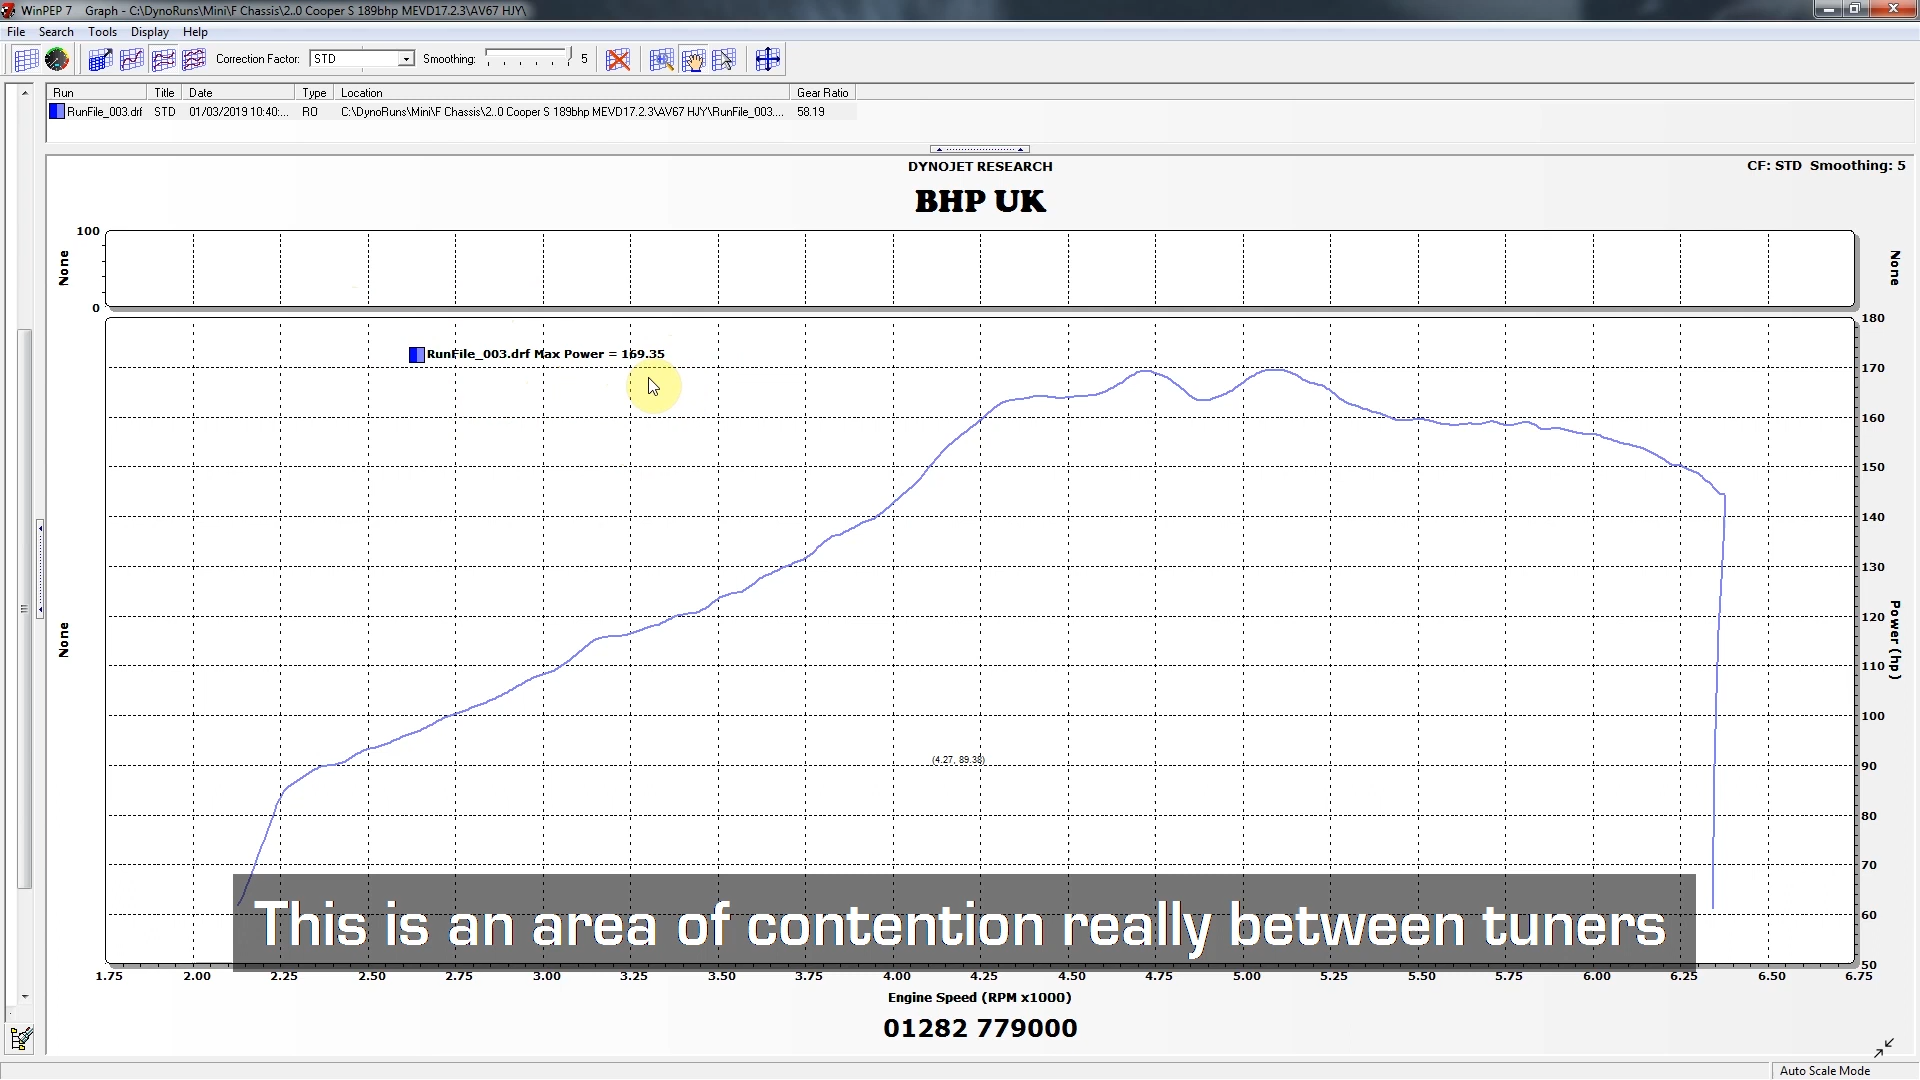 WinPEP 7    Graph - C:\DynoRuns\Mini\F Chassis\2..0 Cooper S 189bhp MEVD17.2.3\AV67 HJY\
File Search Tools Display Help
Correction Factor: STD Smoothing: 5
Run Title Date Type Location Gear Ratio
RunFile_003.drf STD 01/03/2019 10:40:... RO C:\DynoRuns\Mini\F Chassis\2..0 Cooper S 189bhp MEVD17.2.3\AV67 HJY\RunFile_003.... 58.19
DYNOJET RESEARCH
CF: STD Smoothing: 5
BHP UK
100
None
None
0
180
RunFile_003.drf Max Power = 169.35
170
160
150
140
130
120
None
Power (hp)
110
100
(4.27, 89.38)
90
80
70
60
This is an area of contention really between tuners
50
1.75 2.00 2.25 2.50 2.75 3.00 3.25 3.50 3.75 4.00 4.25 4.50 4.75 5.00 5.25 5.50 5.75 6.00 6.25 6.50 6.75
Engine Speed (RPM x1000)
01282 779000
Auto Scale Mode